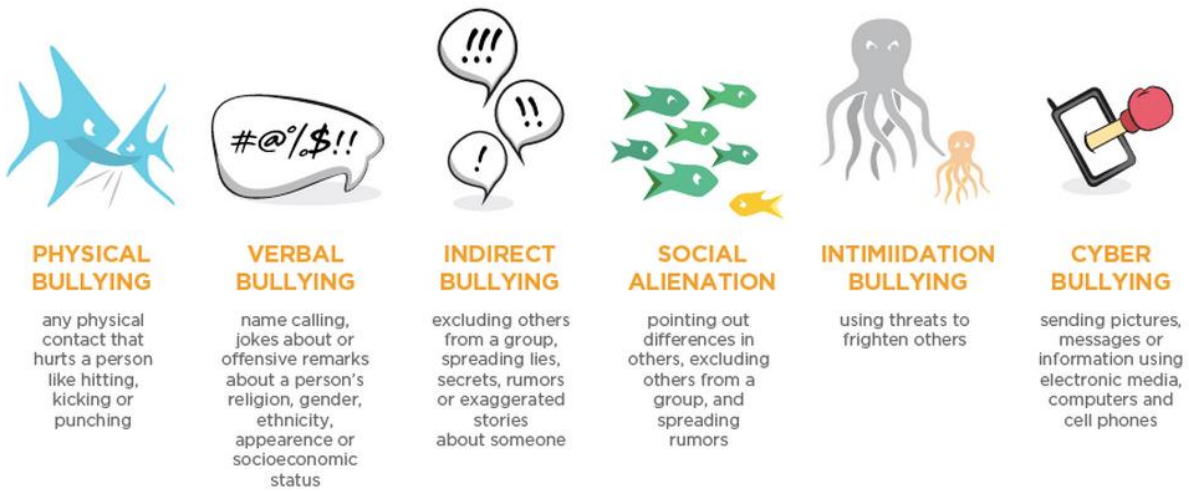 !!!
!!
!
#@%$!!
PHYSICAL
BULLYING
any physical
contact that
hurts a person
like hitting,
kicking or
punching
VERBAL
BULLYING
name calling,
jokes about or
offensive remarks
about a person's
religion, gender,
ethnicity,
appearence or
socioeconomic
status
INDIRECT
BULLYING
excluding others
from a group,
spreading lies,
secrets, rumors
or exaggerated
stories
about someone
SOCIAL
ALIENATION
pointing out
differences in
others, excluding
others from a
group, and
spreading
rumors
INTIMIIDATION
BULLYING
using threats to
frighten others
CYBER
BULLYING
sending pictures,
messages or
information using
electronic media,
computers and
cell phones